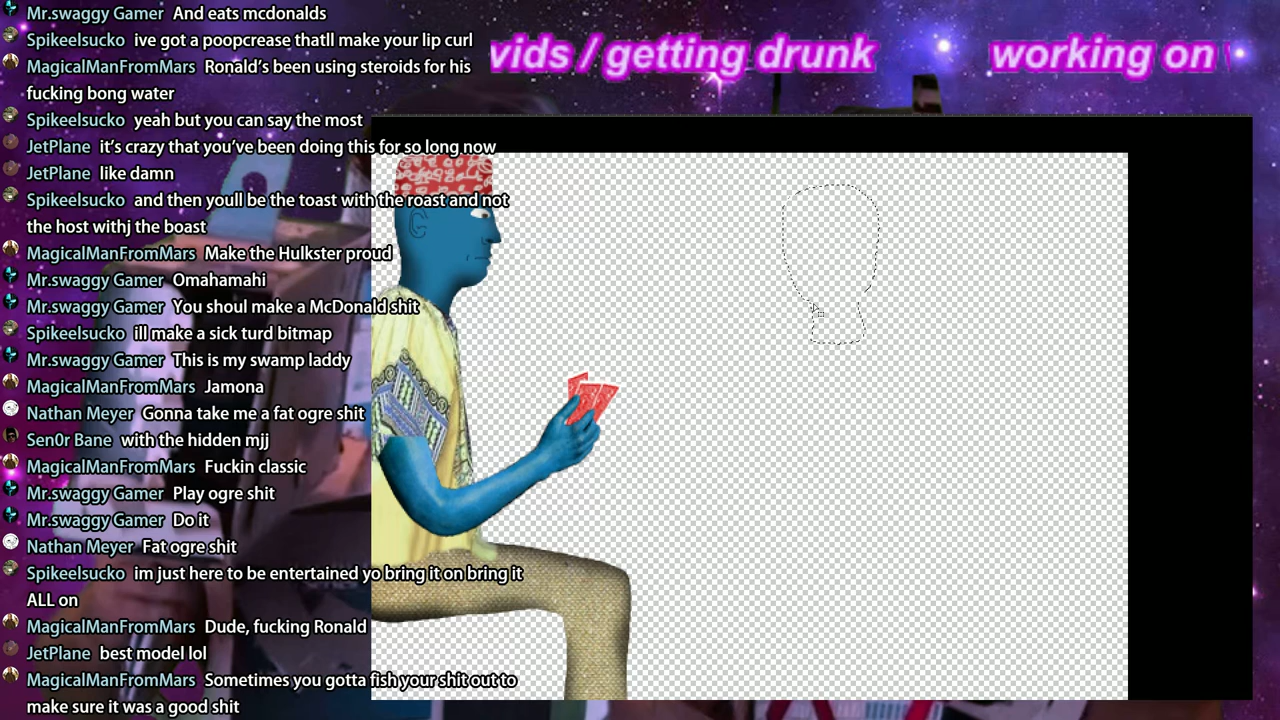 Mr.swaggy Gamer And eats mcdonalds
Spikeelsucko ive got a poopcrease thatll make your lip curl
vids / getting drunk working on
MagicalManFromMars Ronald's been using steroids for his
fucking bong water
Spikeelsucko yeah but you can say the most
JetPlane it's crazy that you've been doing this for so long now
JetPlane like damn
Spikeelsucko and then youll be the toast with the roast and not
the host withj the boast
MagicalManFromMars Make the Hulkster proud
Mr.swaggy Gamer Omahamahi
Mr.swaggy Gamer You shoul make a McDonald shit
Spikeelsucko ill make a sick turd bitmap
Mr.swaggy Gamer This is my swamp laddy
MagicalManFromMars Jamona
Nathan Meyer Gonna take me a fat ogre shit
Sen0r Bane with the hidden mjj
MagicalManFromMars Fuckin classic
Mr.swaggy Gamer Play ogre shit
Mr.swaggy Gamer Do it
Nathan Meyer Fat ogre shit
Spikeelsucko im just here to be entertained yo bring it on bring it
ALL on
MagicalManFromMars Dude, fucking Ronald
JetPlane best model lol
MagicalManFromMars Sometimes you gotta fish your shit out to
make sure it was a good shit